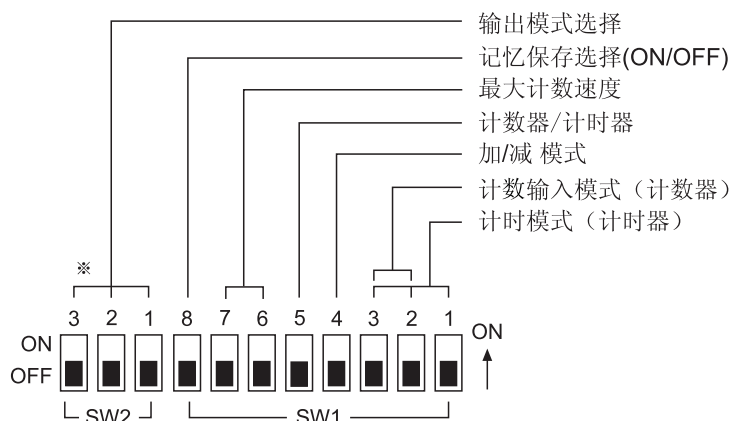 输出模式选择
记忆保存选择(ON/OFF)
最大计数速度
计数器/计时器
加/减 模式
计数输入模式（计数器）
计时模式（计时器）
※
3 2 1 8 7 6 5 4 3 2 1
ON
ON
OFF
SW2 SW1